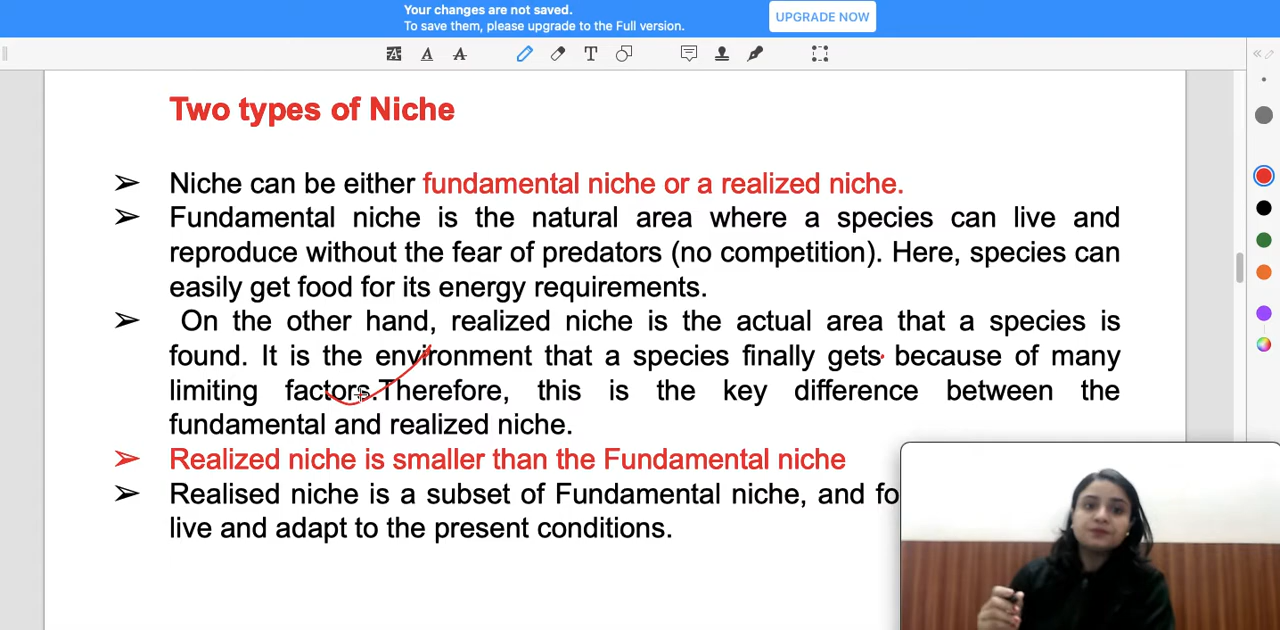 Your changes are not saved.
To save them, please upgrade to the Full version.
UPGRADE NOW
Two types of Niche
➢ Niche can be either fundamental niche or a realized niche.
➢ Fundamental niche is the natural area where a species can live and
reproduce without the fear of predators (no competition). Here, species can
easily get food for its energy requirements.
➢ On the other hand, realized niche is the actual area that a species is
found. It is the environment that a species finally gets because of many
limiting factors.Therefore, this is the key difference between the
fundamental and realized niche.
➢ Realized niche is smaller than the Fundamental niche
➢ Realised niche is a subset of Fundamental niche, and
live and adapt to the present conditions.